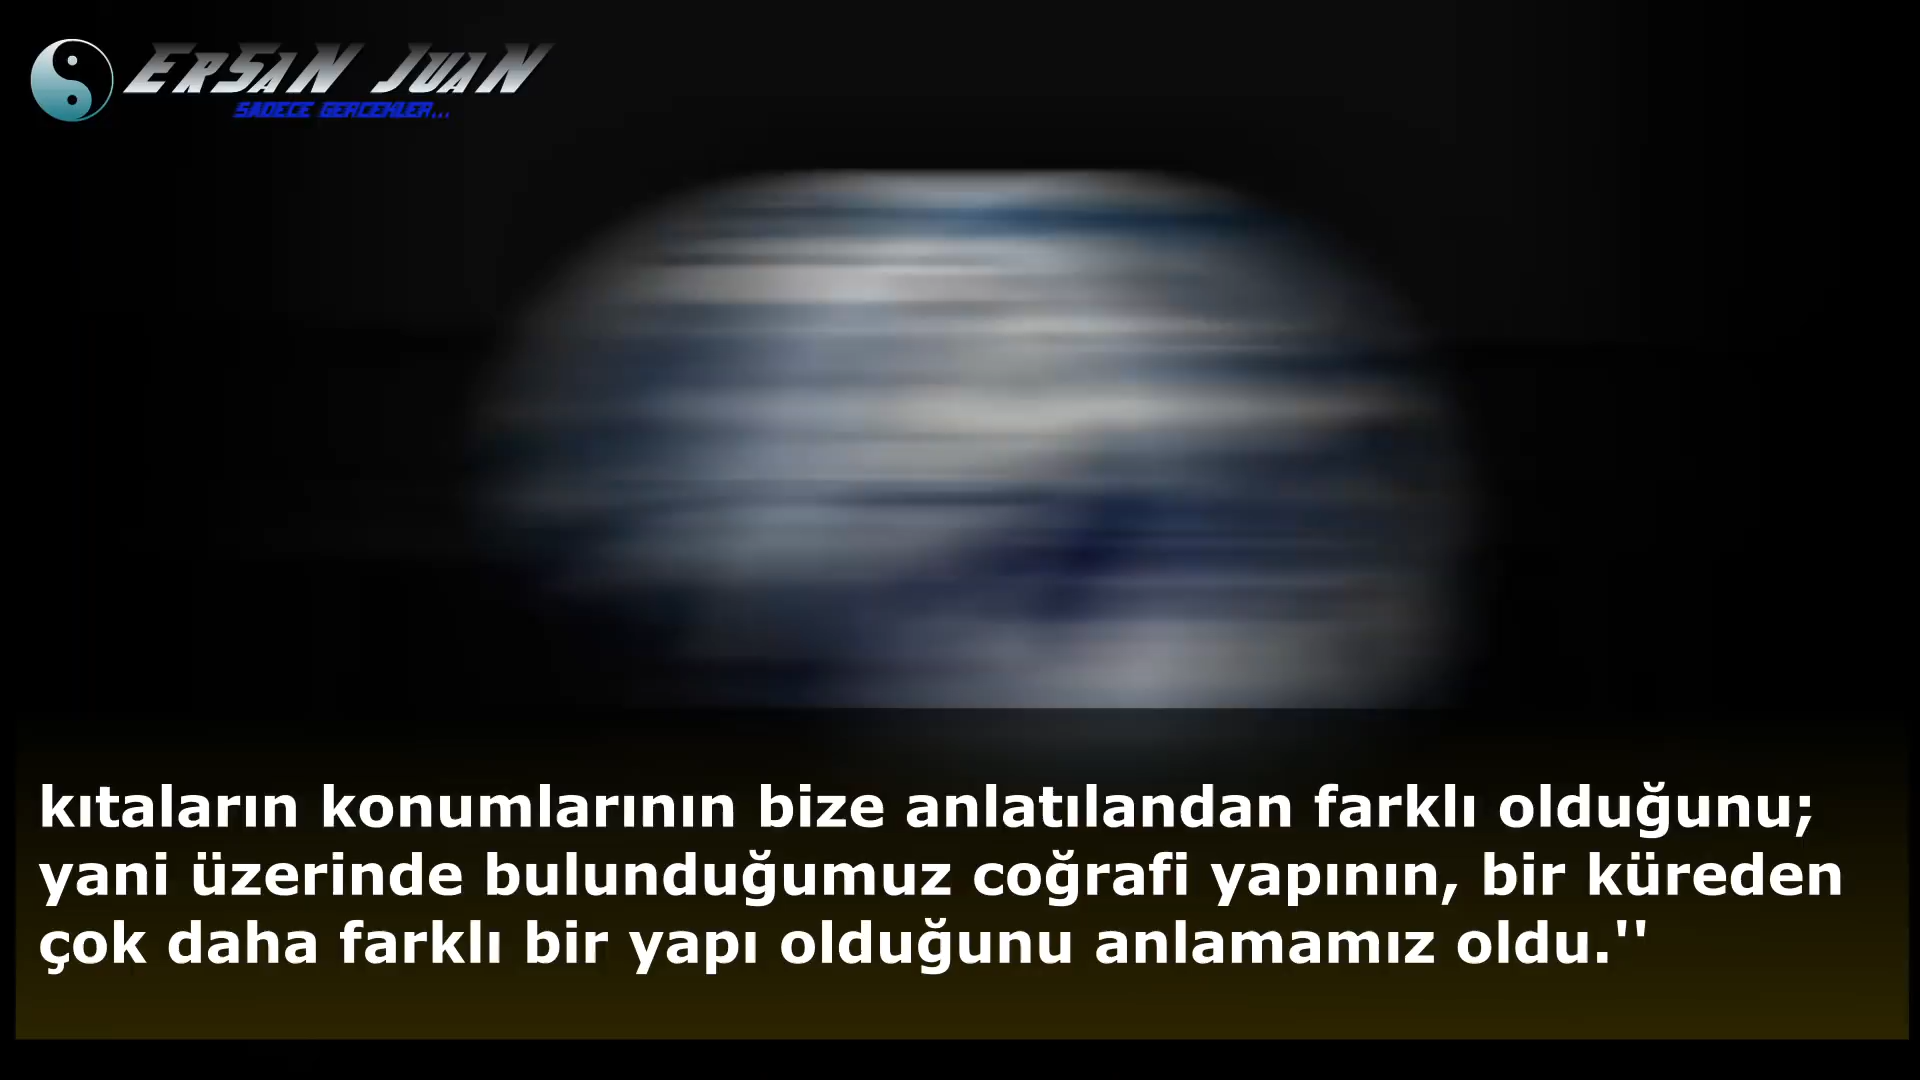 ErSaN JuaN
SADECE GERCEKLER...
kıtaların konumlarının bize anlatılandan farklı olduğunu;
yani üzerinde bulunduğumuz coğrafi yapının, bir küreden
çok daha farklı bir yapı olduğunu anlamamız oldu.''